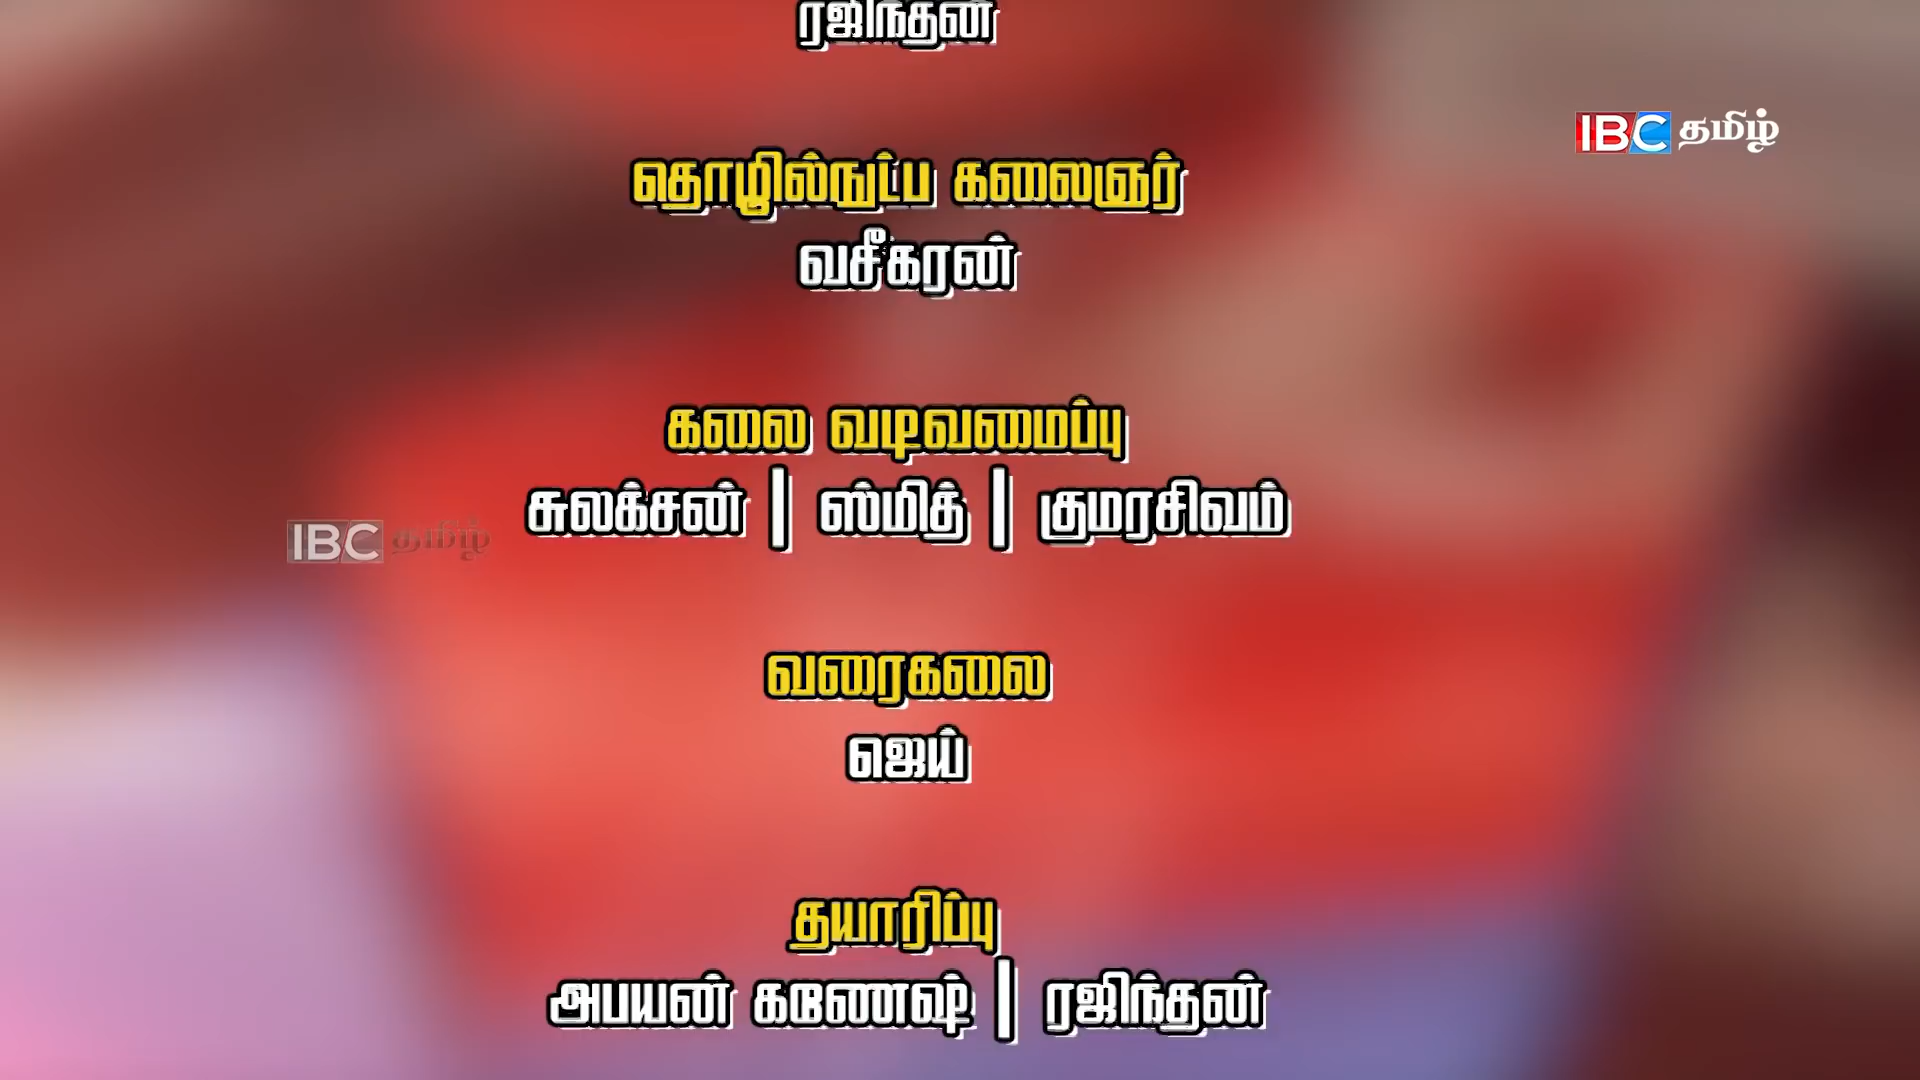 ரஜிந்தன்
IBC தமிழ்
தொழில்நுட்ப கலைஞர்
வசீகரன்
கலை வடிவமைப்பு
சுலக்சன் | ஸ்மித் | குமரசிவம்
IBC தமிழ்
வரைகலை
ஜெய்
தயாரிப்பு
அபயன் கணேஷ் | ரஜிந்தன்